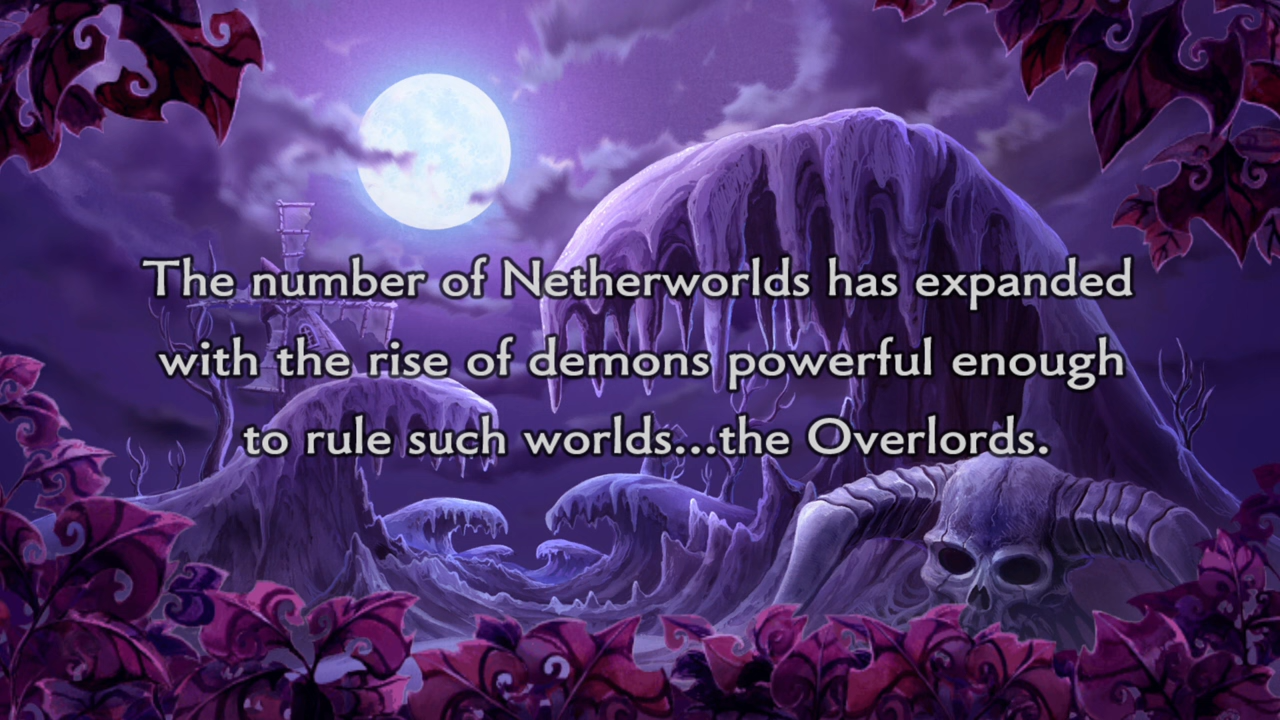 The number of Netherworlds has expanded
with the rise of demons powerful enough
to rule such worlds...the Overlords.